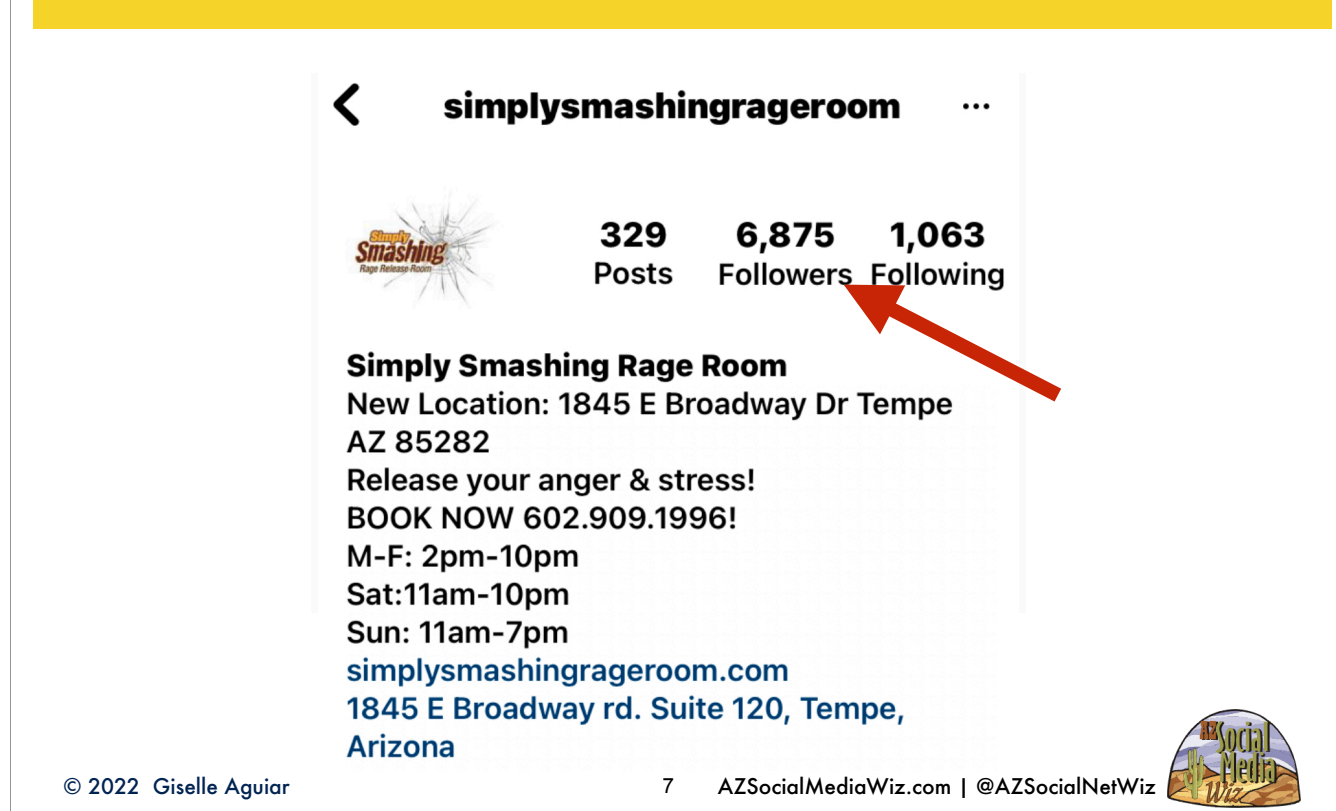 simplysmashingrageroom ...
Simply
Smashing
Rage Release Room
329 6,875 1,063
Posts Followers Following
Simply Smashing Rage Room
New Location: 1845 E Broadway Dr Tempe
AZ 85282
Release your anger & stress!
BOOK NOW 602.909.1996!
M-F: 2pm-10pm
Sat:11am-10pm
Sun: 11am-7pm
simplysmashingrageroom.com
1845 E Broadway rd. Suite 120, Tempe,
Arizona
AZ Social
Media
Wiz
© 2022 Giselle Aguiar 7 AZSocialMediaWiz.com | @AZSocialNetWiz